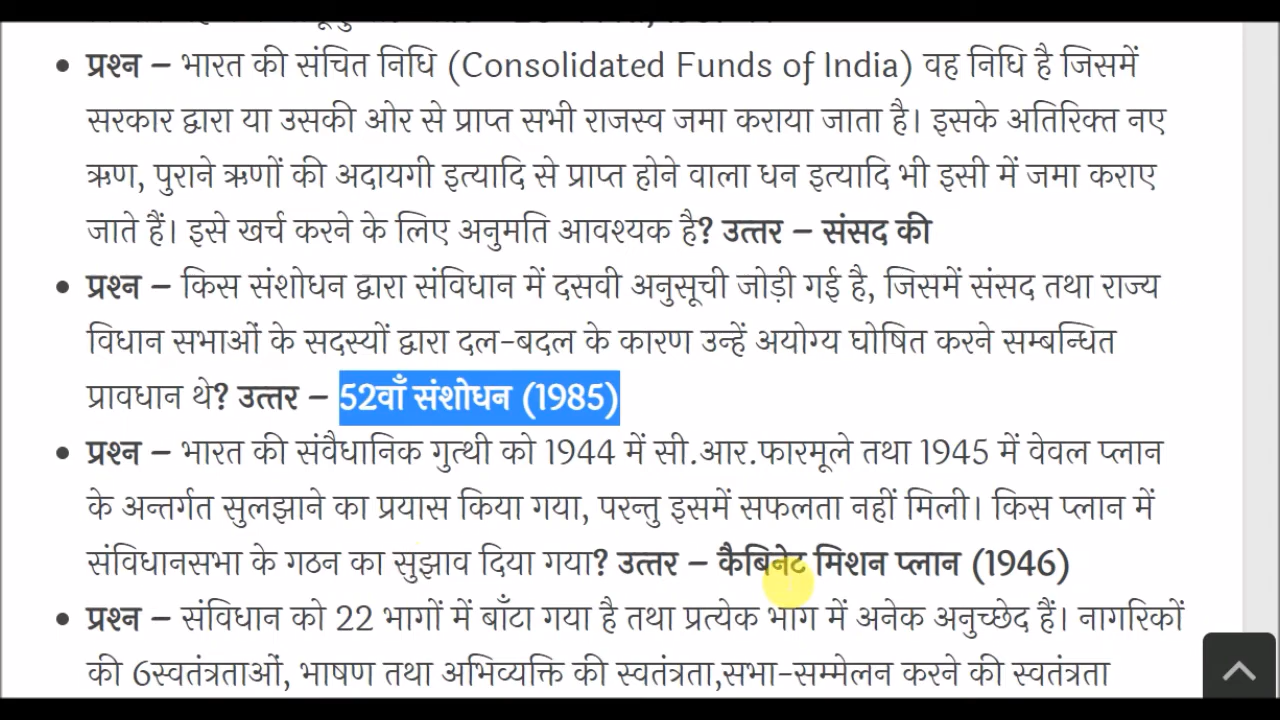 प्रश्न – भारत की संचित निधि (Consolidated Funds of India) वह निधि है जिसमें
सरकार द्वारा या उसकी ओर से प्राप्त सभी राजस्व जमा कराया जाता है। इसके अतिरिक्त नए
ऋण, पुराने ऋणों की अदायगी इत्यादि से प्राप्त होने वाला धन इत्यादि भी इसी में जमा कराए
जाते हैं। इसे खर्च करने के लिए अनुमति आवश्यक है? उत्तर – संसद की
प्रश्न – किस संशोधन द्वारा संविधान में दसवी अनुसूची जोड़ी गई है, जिसमें संसद तथा राज्य
विधान सभाओं के सदस्यों द्वारा दल-बदल के कारण उन्हें अयोग्य घोषित करने सम्बन्धित
प्रावधान थे? उत्तर – 52वाँ संशोधन (1985)
प्रश्न – भारत की संवैधानिक गुत्थी को 1944 में सी.आर.फारमूले तथा 1945 में वेवल प्लान
के अन्तर्गत सुलझाने का प्रयास किया गया, परन्तु इसमें सफलता नहीं मिली। किस प्लान में
संविधानसभा के गठन का सुझाव दिया गया? उत्तर – कैबिनेट मिशन प्लान (1946)
प्रश्न – संविधान को 22 भागों में बाँटा गया है तथा प्रत्येक भाग में अनेक अनुच्छेद हैं। नागरिकों
की 6स्वतंत्रताओं, भाषण तथा अभिव्यक्ति की स्वतंत्रता,सभा-सम्मेलन करने की स्वतंत्रता